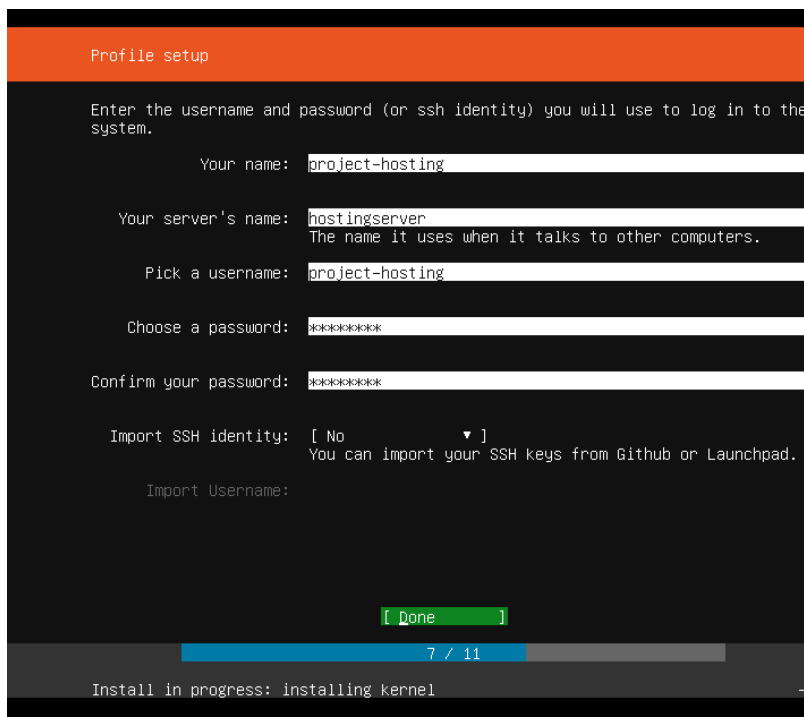 Profile setup
Enter the username and password (or ssh identity) you will use to log in to the
system.
Your name: project-hosting
Your server's name: hostingserver
The name it uses when it talks to other computers.
Pick a username: project-hosting
Choose a password: ********
Confirm your password: ********
Import SSH identity: [ No ▾ ]
You can import your SSH keys from Github or Launchpad.
Import Username:
[ Done ]
7 / 11
Install in progress: installing kernel